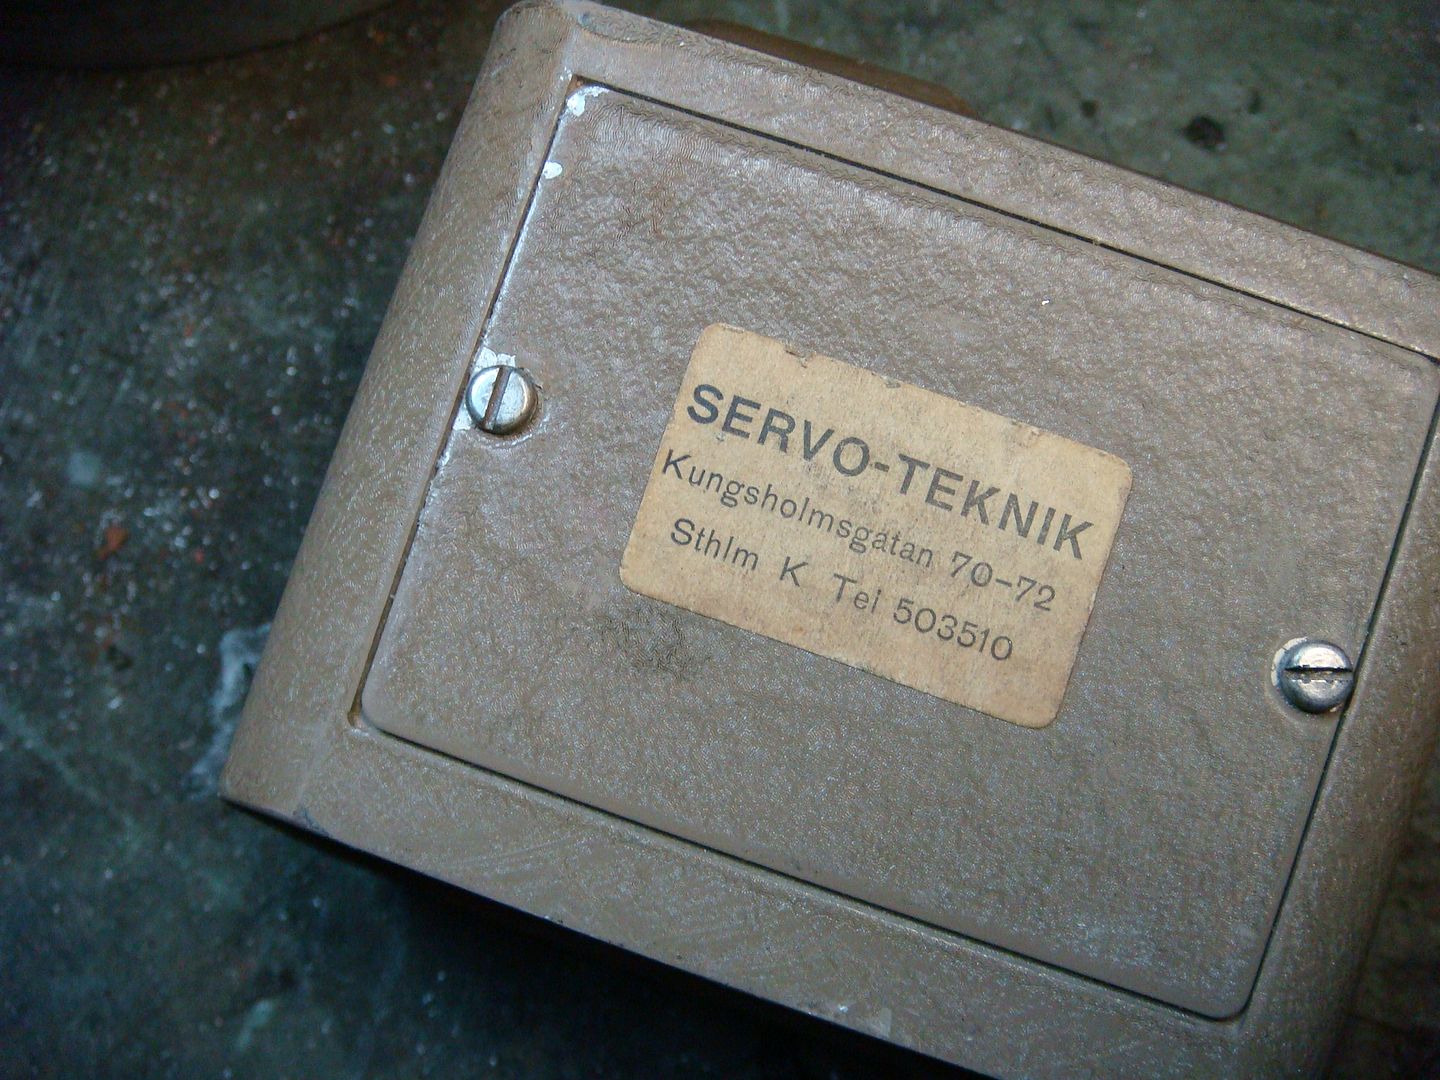 SERVO-TEKNIK
Kungsholmsgatan 70-72
Sthlm K Tel 503510